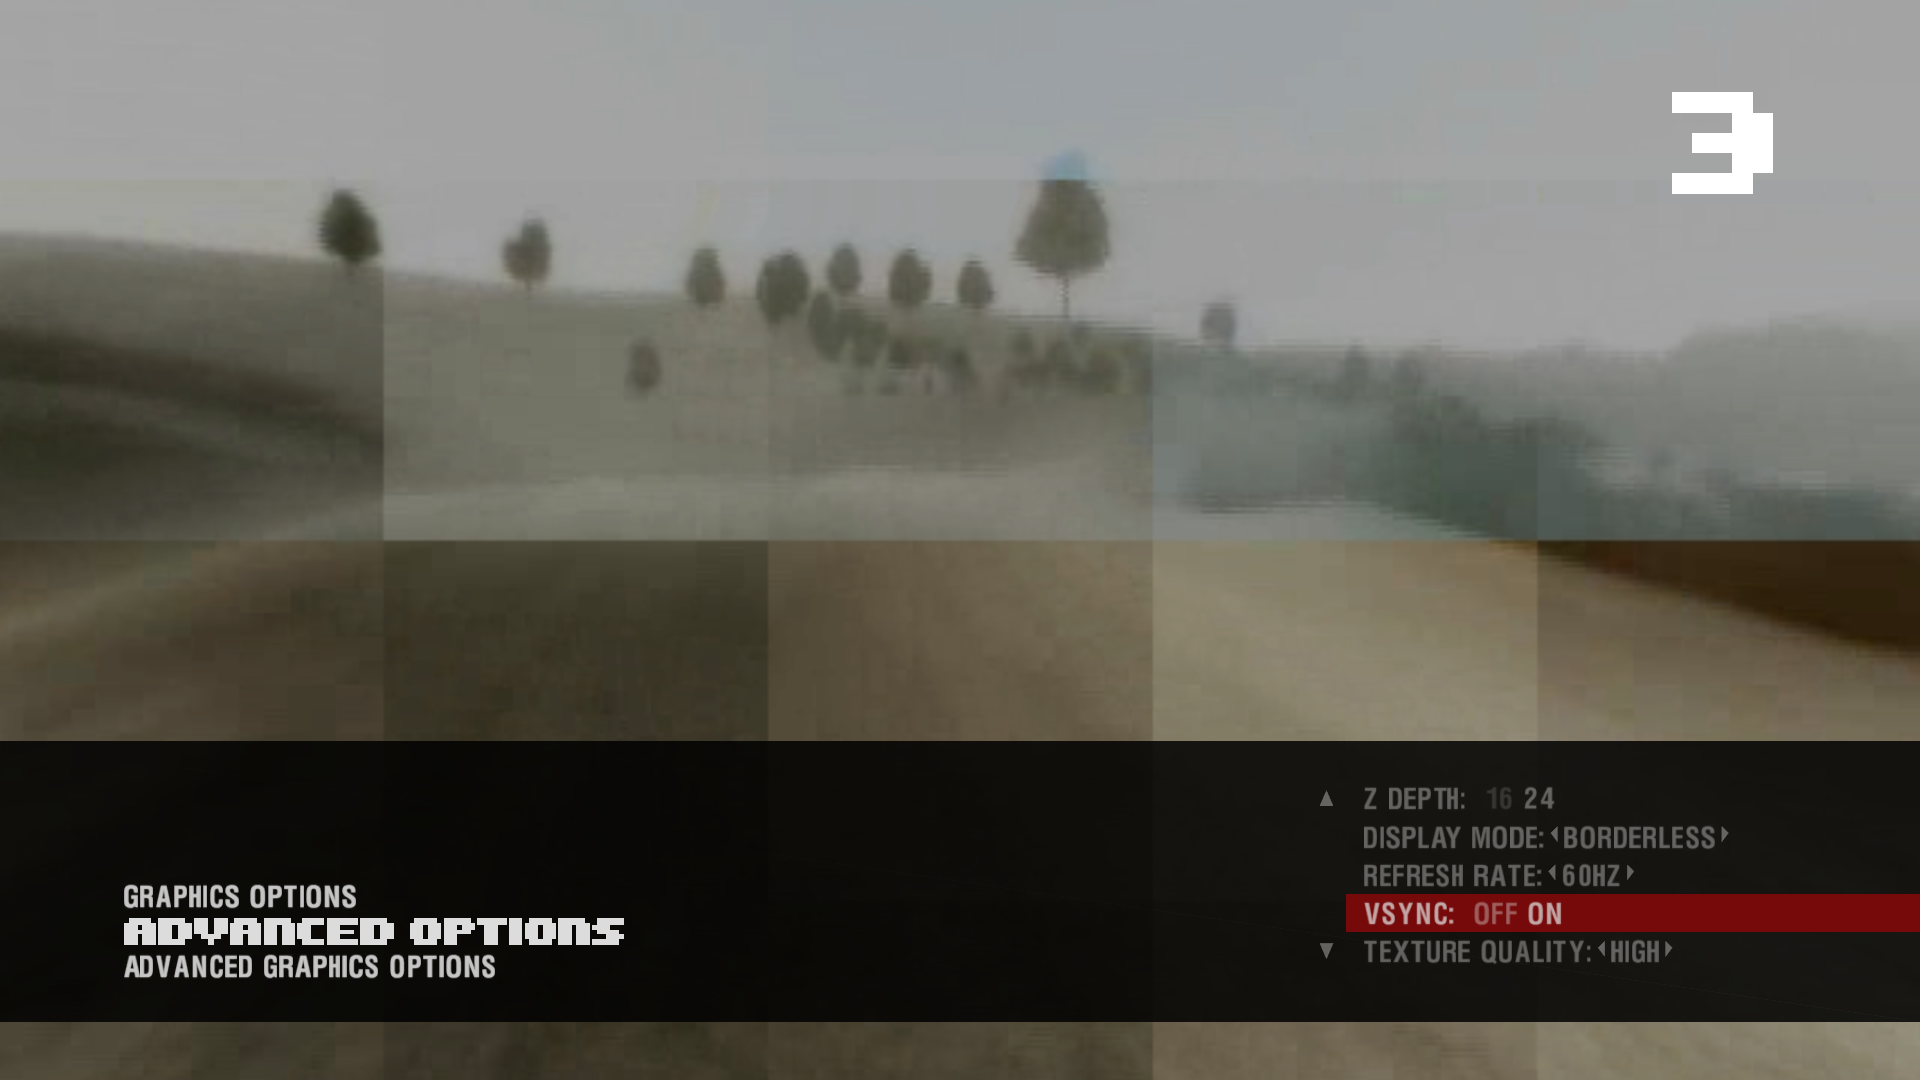 3
Z DEPTH: 16 24
DISPLAY MODE: BORDERLESS
REFRESH RATE: 60HZ
VSYNC: OFF ON
TEXTURE QUALITY: HIGH
GRAPHICS OPTIONS
ADVANCED OPTIONS
ADVANCED GRAPHICS OPTIONS